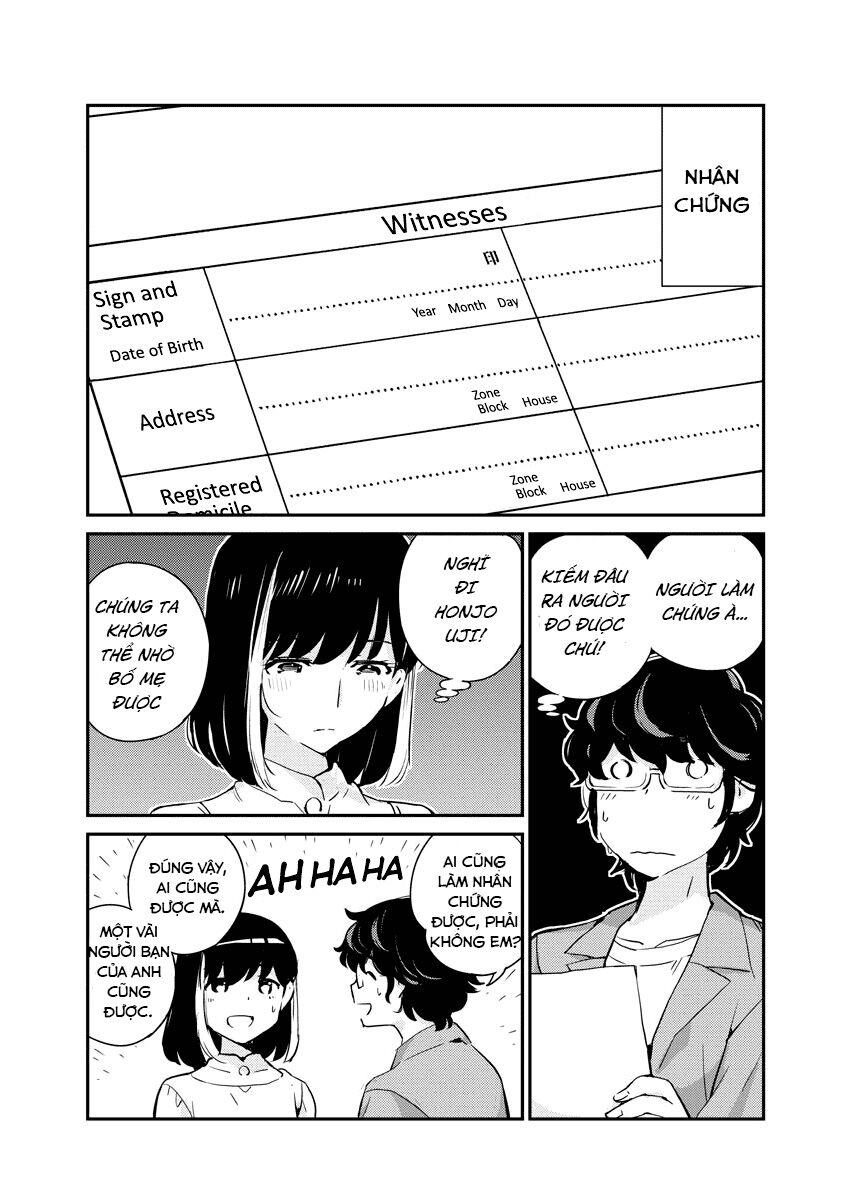 NHÂN
CHỨNG
Witnesses
印
Sign and
Stamp
Year Month Day
Date of Birth
Address
Zone
Block House
Registered
Domicile
Zone
Block House
NGƯỜI LÀM
CHỨNG À...
KIẾM ĐÂU
RA NGƯỜI
ĐÓ ĐƯỢC
CHỨ!
NGHĨ
ĐI
HONJO
UJI!
CHÚNG TA
KHÔNG
THỂ NHỜ
BỐ MẸ
ĐƯỢC
AI CŨNG
LÀM NHÂN
CHỨNG
ĐƯỢC, PHẢI
KHÔNG EM?
AH HA HA
ĐÚNG VẬY,
AI CŨNG
ĐƯỢC MÀ.
MỘT VÀI
NGƯỜI BẠN
CỦA ANH
CŨNG
ĐƯỢC.